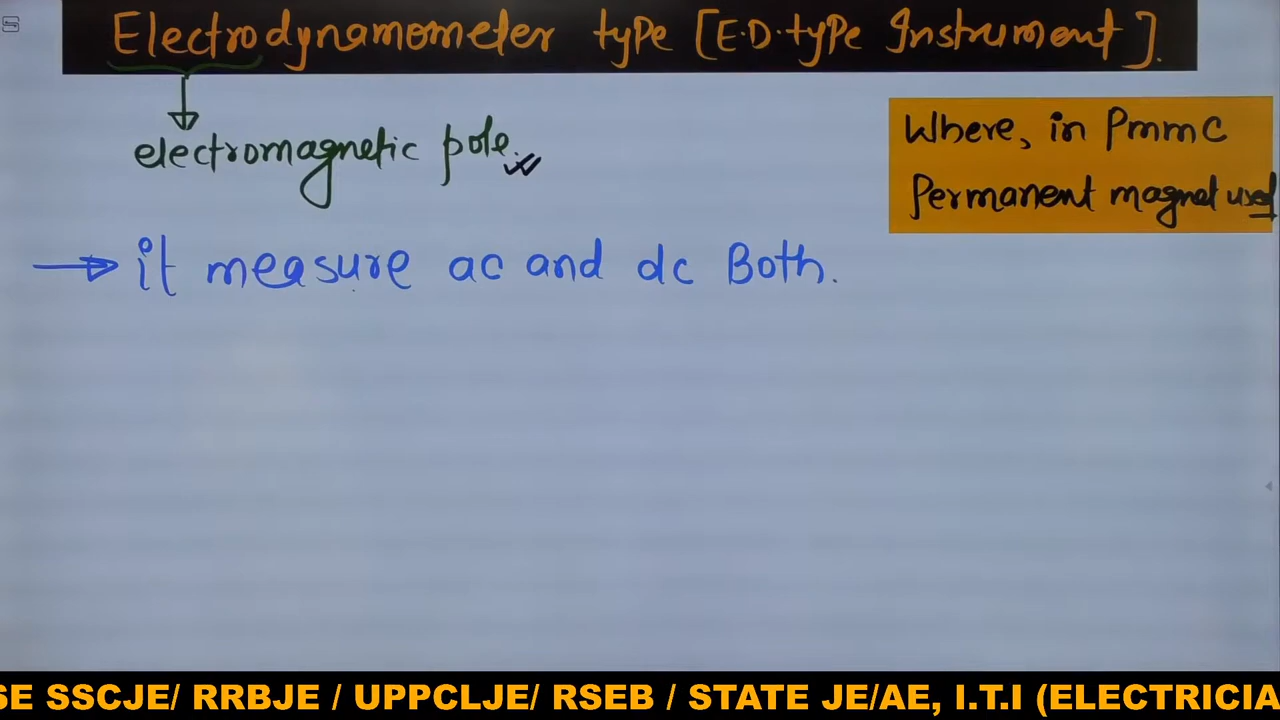 Electrodynamometer type [E.D.type Instrument].
electromagnetic pole.
Where, in PmmC
Permanent magnet used
it measure ac and dc Both.
SE SSCJE/ RRBJE / UPPCLJE/ RSEB / STATE JE/AE, I.T.I (ELECTRICIA